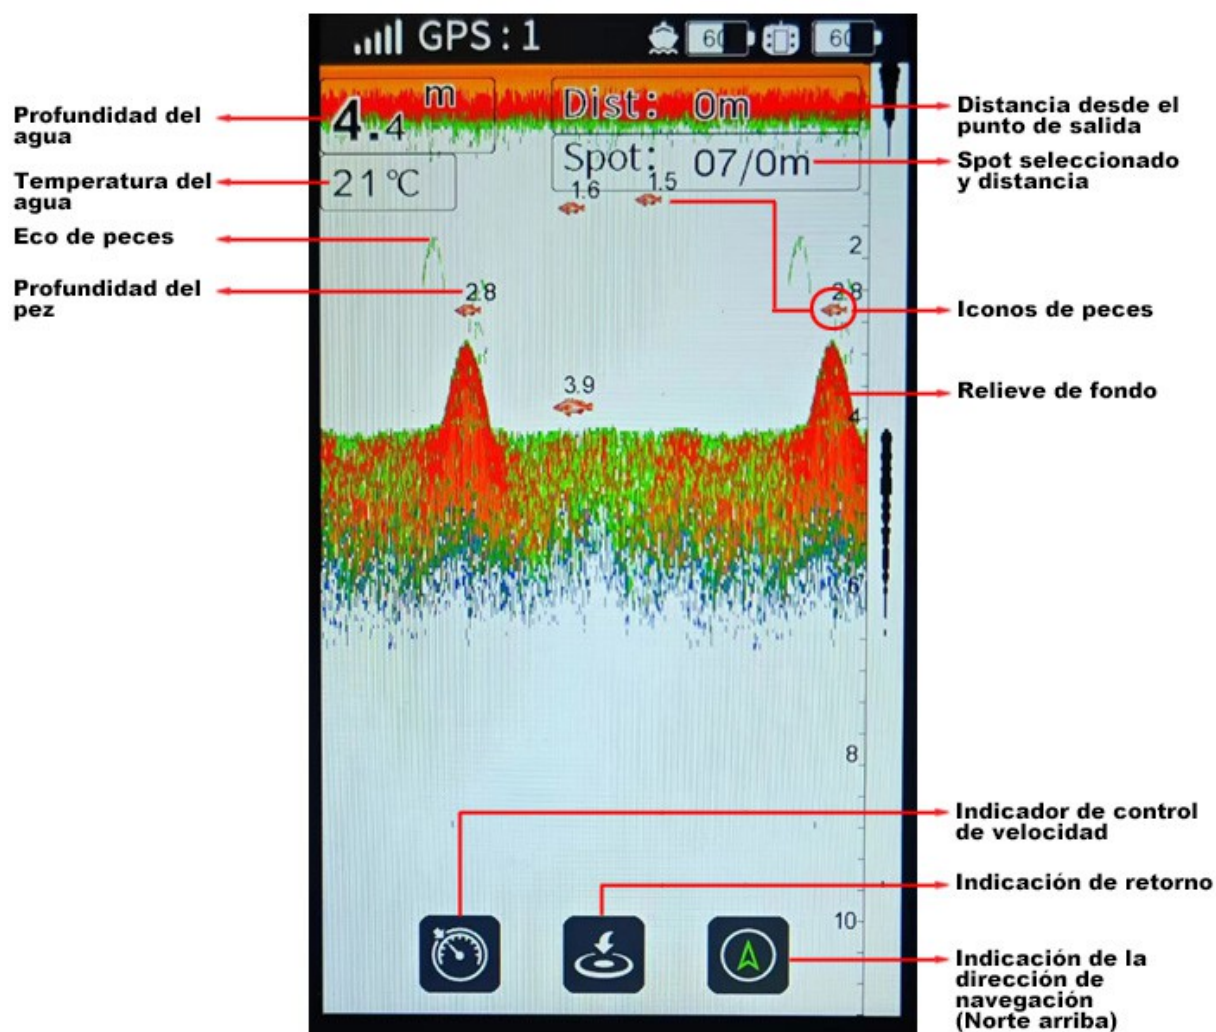 GPS : 1
60
60
Profundidad del
agua
4.4 m
Dist: 0m
Distancia desde el
punto de salida
Temperatura del
agua
21°C
Spot: 07/0m
Spot seleccionado
y distancia
1.6
1.5
Eco de peces
2
Profundidad del
pez
2.8
2.8
Iconos de peces
3.9
Relieve de fondo
4
6
8
Indicador de control
de velocidad
Indicación de retorno
10
Indicación de la
dirección de
navegación
(Norte arriba)